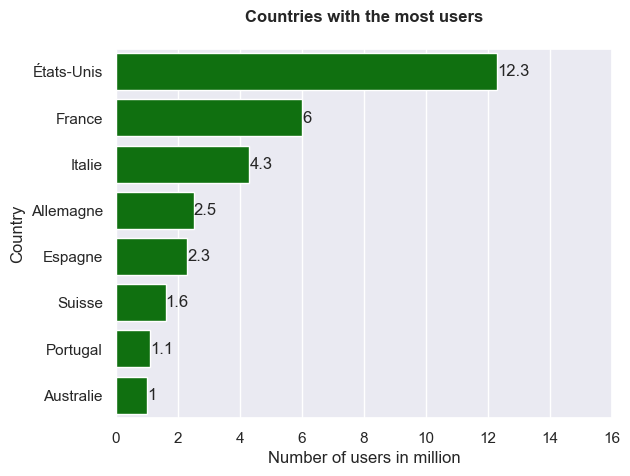 Countries with the most users
États-Unis
12.3
France
6
Italie
4.3
Allemagne
2.5
Espagne
2.3
Suisse
1.6
Portugal
1.1
Australie
1
Country
0 2 4 6 8 10 12 14 16
Number of users in million